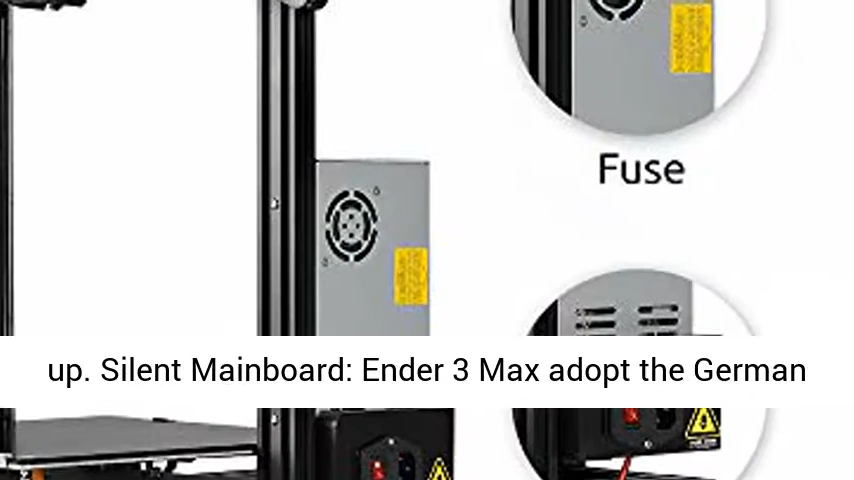 Fuse
up. Silent Mainboard: Ender 3 Max adopt the German